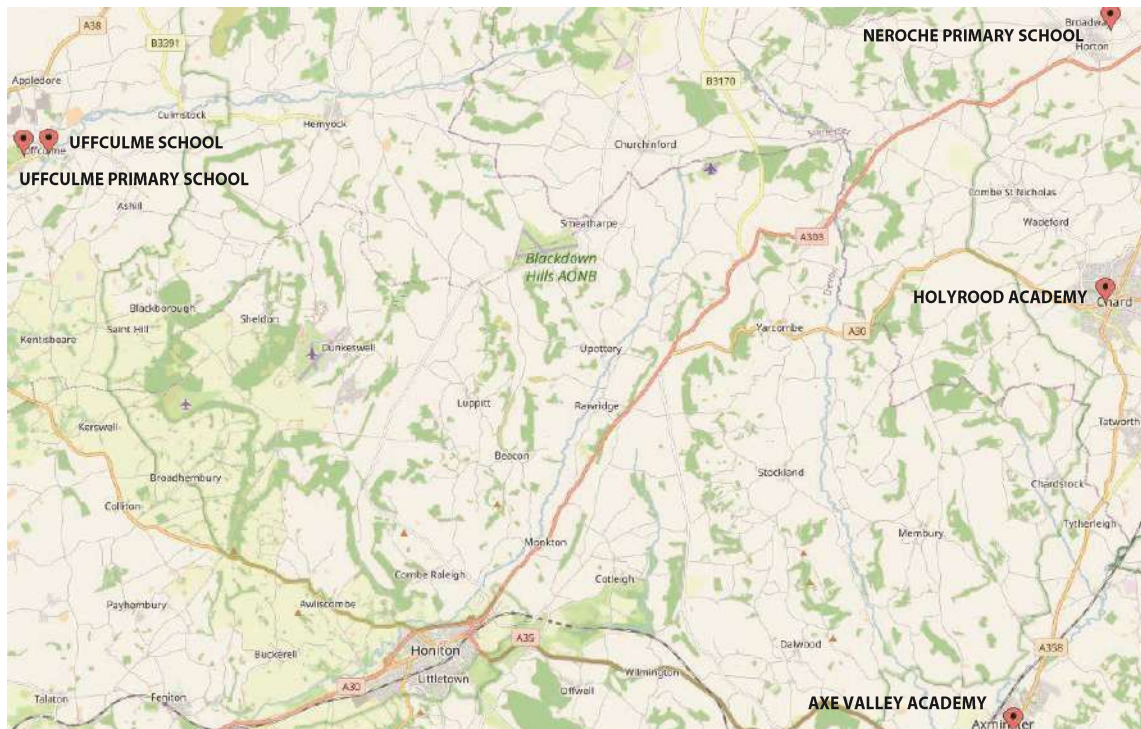 A38
B3391
Broadway
NEROCHE PRIMARY SCHOOL
Horton
Appledore
B3170
Culmstock
Hemyock
UFFCULME SCHOOL
Uffculme
Churchinford
UFFCULME PRIMARY SCHOOL
Combe St Nicholas
Ashill
Smeatharpe
Wadeford
A303
Blackdown
Hills AONB
Devon
HOLYROOD ACADEMY
Chard
Blackborough
Sheldon
Saint Hill
Yarcombe
A30
Kentisbeare
Dunkeswell
Upottery
Luppitt
Rawridge
Tatworth
Kerswell
Beacon
Broadhembury
Stockland
Chardstock
Colliton
Tytherleigh
Membury
Monkton
Combe Raleigh
Cotleigh
Payhembury
Awliscombe
A35
Dalwood
A358
Buckerell
Honiton
Wilmington
Littletown
A30
Offwell
Talaton
Feniton
AXE VALLEY ACADEMY
Axminster